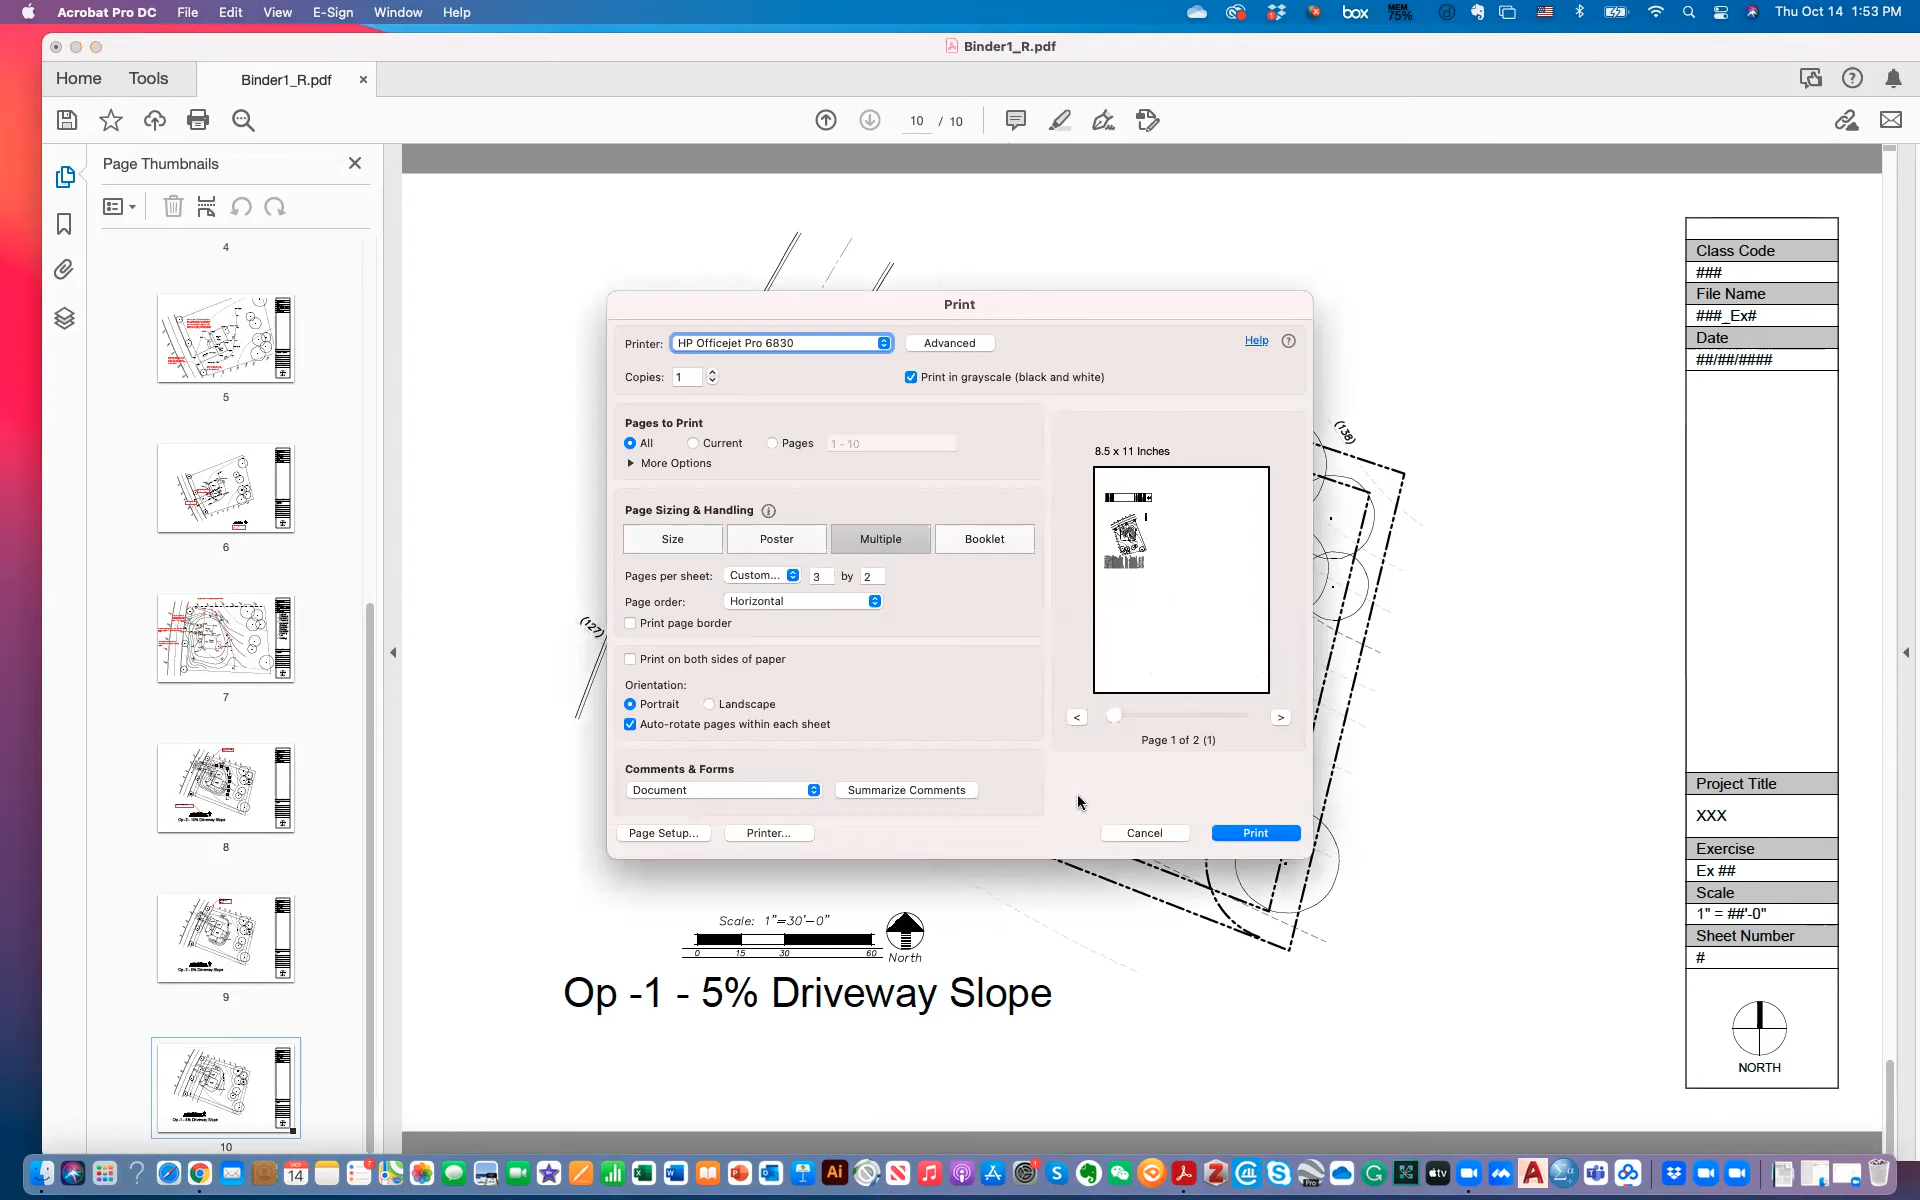 Acrobat Pro DC File Edit View E-Sign Window Help
box MEM 75% Thu Oct 14 1:53 PM
Binder1_R.pdf
Home Tools Binder1_R.pdf
10 / 10
Page Thumbnails
4
5
6
7
8
9
10
Print
Printer: HP Officejet Pro 6830 Advanced Help
Copies: 1 Print in grayscale (black and white)
Pages to Print
All Current Pages 1 - 10
More Options
Page Sizing & Handling
Size Poster Multiple Booklet
Pages per sheet: Custom... 3 by 2
Page order: Horizontal
Print page border
Print on both sides of paper
Orientation:
Portrait Landscape
Auto-rotate pages within each sheet
Comments & Forms
Document Summarize Comments
Page Setup... Printer... Cancel Print
8.5 x 11 Inches
< >
Page 1 of 2 (1)
(138)
(127)
Scale: 1"=30'-0"
0 15 30 60 North
Op -1 - 5% Driveway Slope
Class Code
###
File Name
###_Ex#
Date
##/##/####
Project Title
XXX
Exercise
Ex ##
Scale
1" = ##'-0"
Sheet Number
#
NORTH